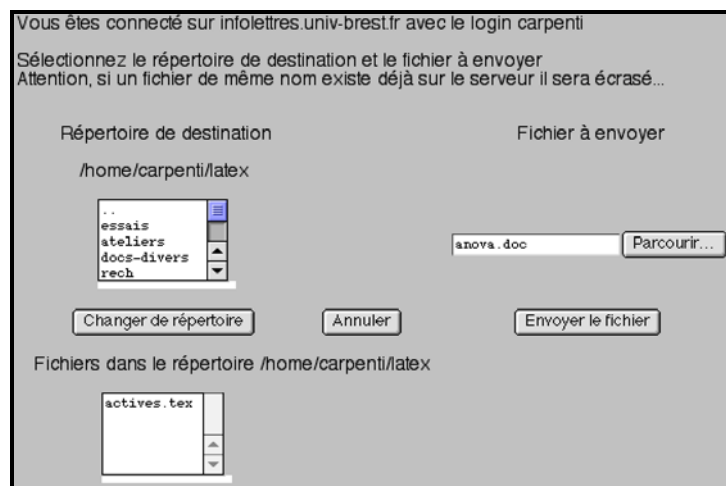 Vous êtes connecté sur infolettres.univ-brest.fr avec le login carpenti
Sélectionnez le répertoire de destination et le fichier à envoyer
Attention, si un fichier de même nom existe déjà sur le serveur il sera écrasé...
Répertoire de destination
Fichier à envoyer
/home/carpenti/latex
..
essais
ateliers
docs-divers
rech
anova.doc
Parcourir...
Changer de répertoire
Annuler
Envoyer le fichier
Fichiers dans le répertoire /home/carpenti/latex
actives.tex